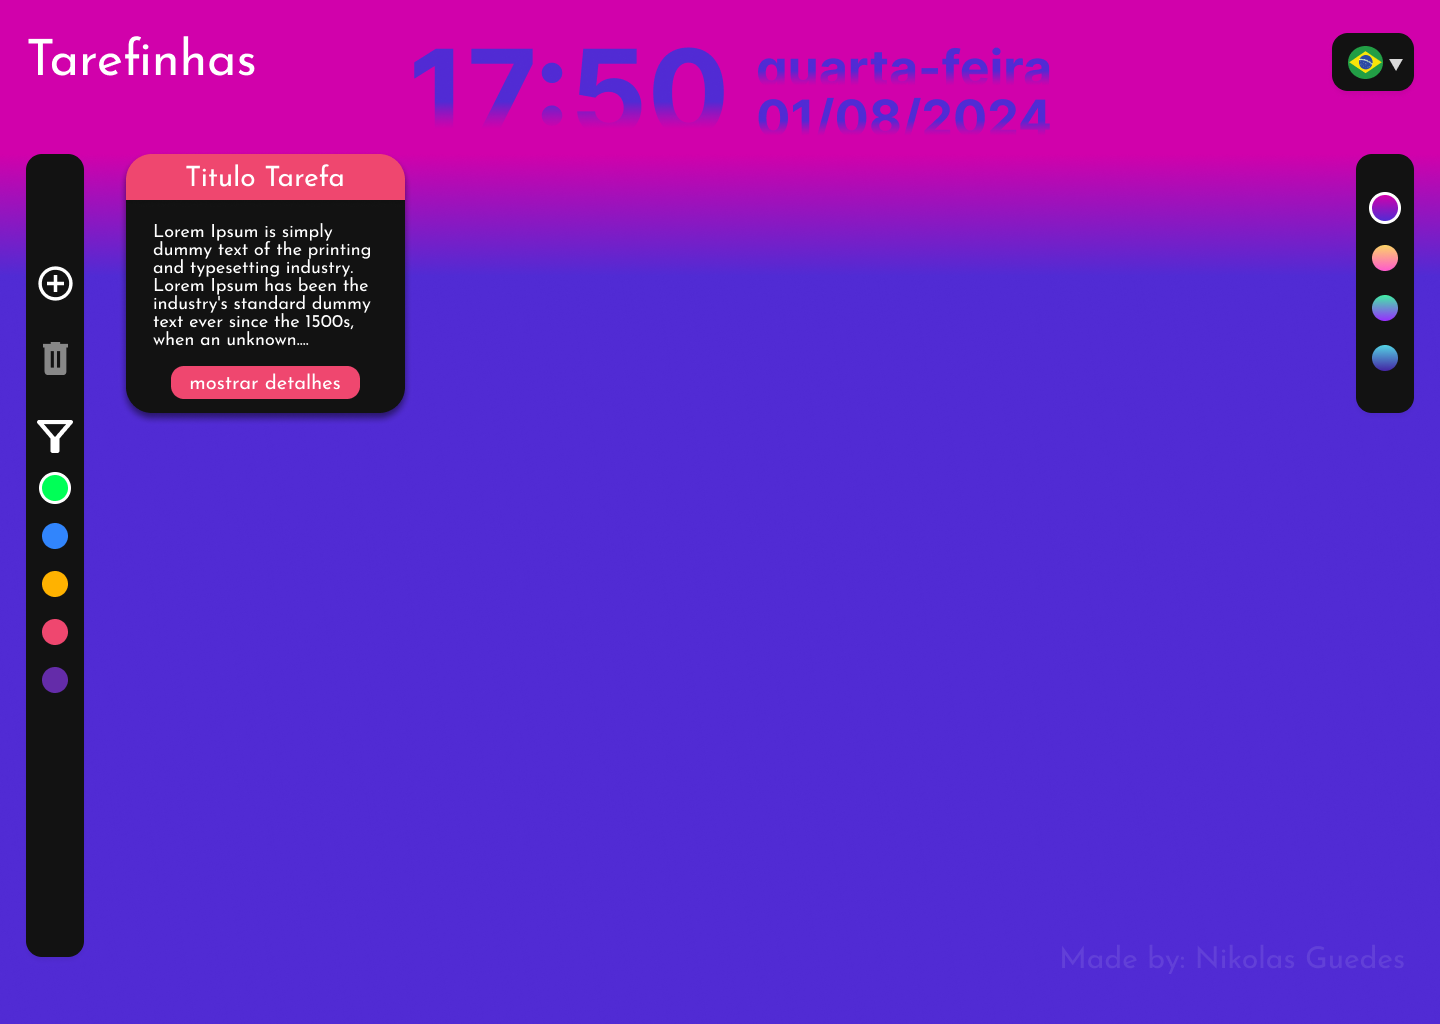 Tarefinhas
17:50
quarta-feira
01/08/2024
Titulo Tarefa
Lorem Ipsum is simply
dummy text of the printing
and typesetting industry.
Lorem Ipsum has been the
industry's standard dummy
text ever since the 1500s,
when an unknown....
mostrar detalhes
Made by: Nikolas Guedes